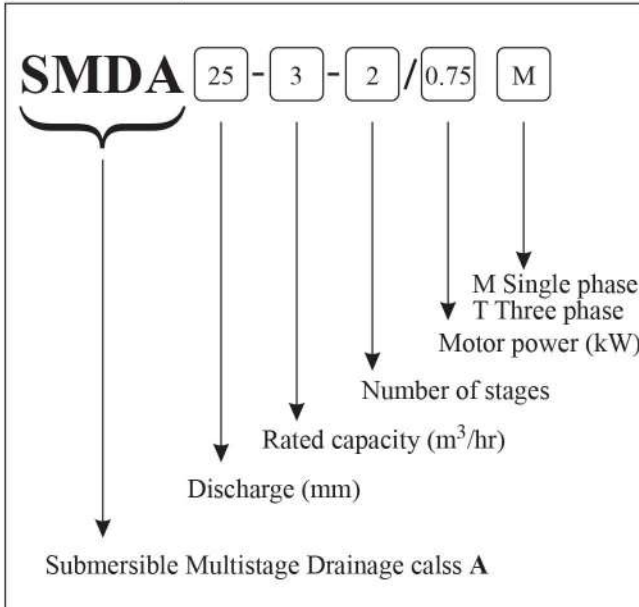 SMDA 25 - 3 - 2 / 0.75 M
M Single phase
T Three phase
Motor power (kW)
Number of stages
Rated capacity (m³/hr)
Discharge (mm)
Submersible Multistage Drainage calss A